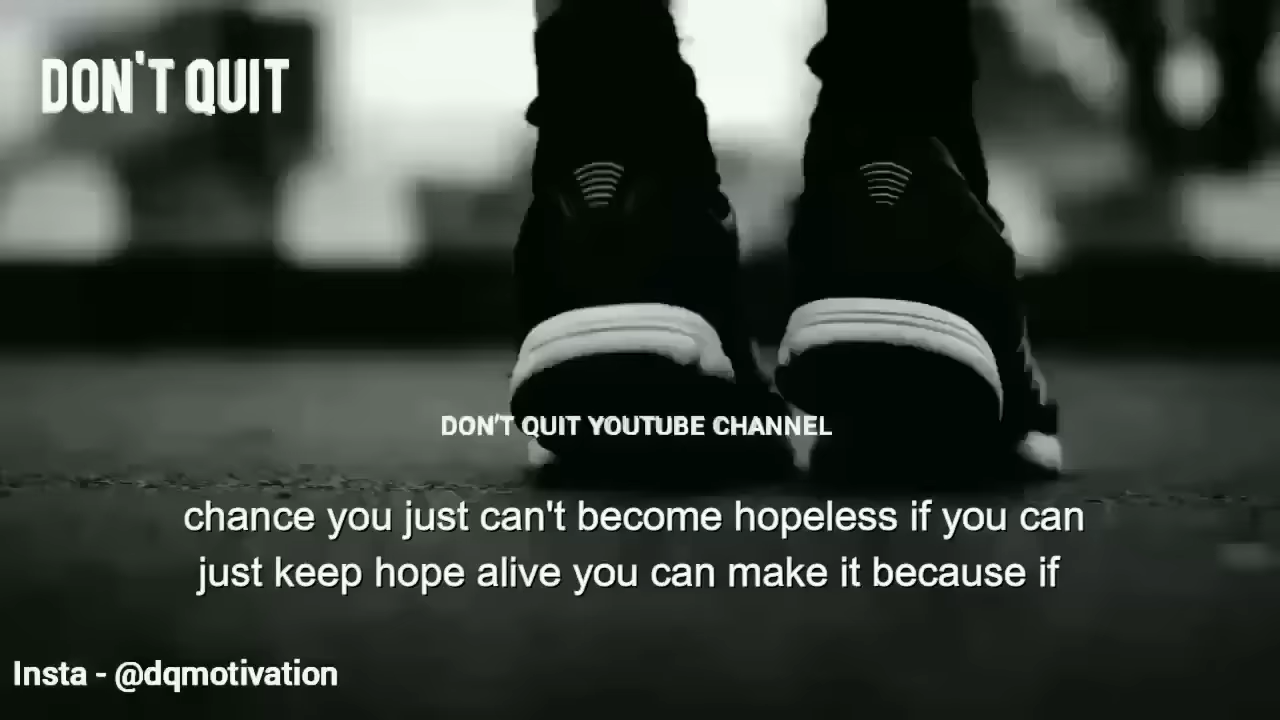 DON'T QUIT
DON'T QUIT YOUTUBE CHANNEL
chance you just can't become hopeless if you can
just keep hope alive you can make it because if
Insta - @dqmotivation